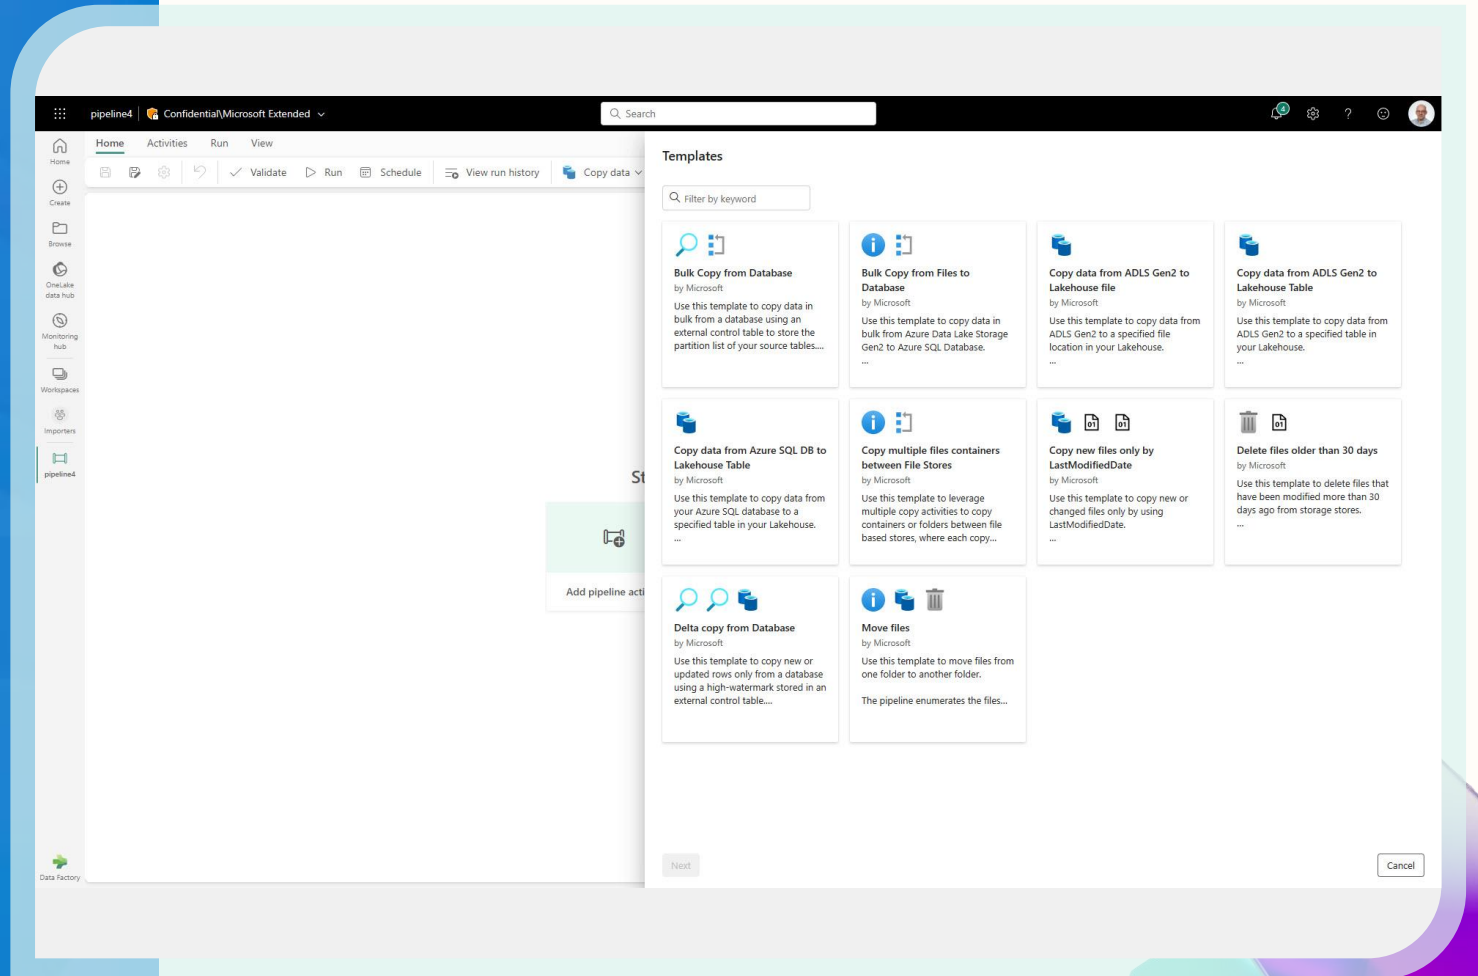 pipeline4
Confidential\Microsoft Extended
Search
4
?
Home
Activities
Run
View
Validate
Run
Schedule
View run history
Copy data
Home
Create
Browse
OneLake
data hub
Monitoring
hub
Workspaces
Importers
pipeline4
Data Factory
St
Add pipeline acti
Templates
Filter by keyword
Bulk Copy from Database
by Microsoft
Use this template to copy data in
bulk from a database using an
external control table to store the
partition list of your source tables....
Bulk Copy from Files to
Database
by Microsoft
Use this template to copy data in
bulk from Azure Data Lake Storage
Gen2 to Azure SQL Database.
...
Copy data from ADLS Gen2 to
Lakehouse file
by Microsoft
Use this template to copy data from
ADLS Gen2 to a specified file
location in your Lakehouse.
...
Copy data from ADLS Gen2 to
Lakehouse Table
by Microsoft
Use this template to copy data from
ADLS Gen2 to a specified table in
your Lakehouse.
...
Copy data from Azure SQL DB to
Lakehouse Table
by Microsoft
Use this template to copy data from
your Azure SQL database to a
specified table in your Lakehouse.
...
Copy multiple files containers
between File Stores
by Microsoft
Use this template to leverage
multiple copy activities to copy
containers or folders between file
based stores, where each copy...
01
01
Copy new files only by
LastModifiedDate
by Microsoft
Use this template to copy new or
changed files only by using
LastModifiedDate.
...
01
Delete files older than 30 days
by Microsoft
Use this template to delete files that
have been modified more than 30
days ago from storage stores.
...
Delta copy from Database
by Microsoft
Use this template to copy new or
updated rows only from a database
using a high-watermark stored in an
external control table....
Move files
by Microsoft
Use this template to move files from
one folder to another folder.
The pipeline enumerates the files...
Next
Cancel